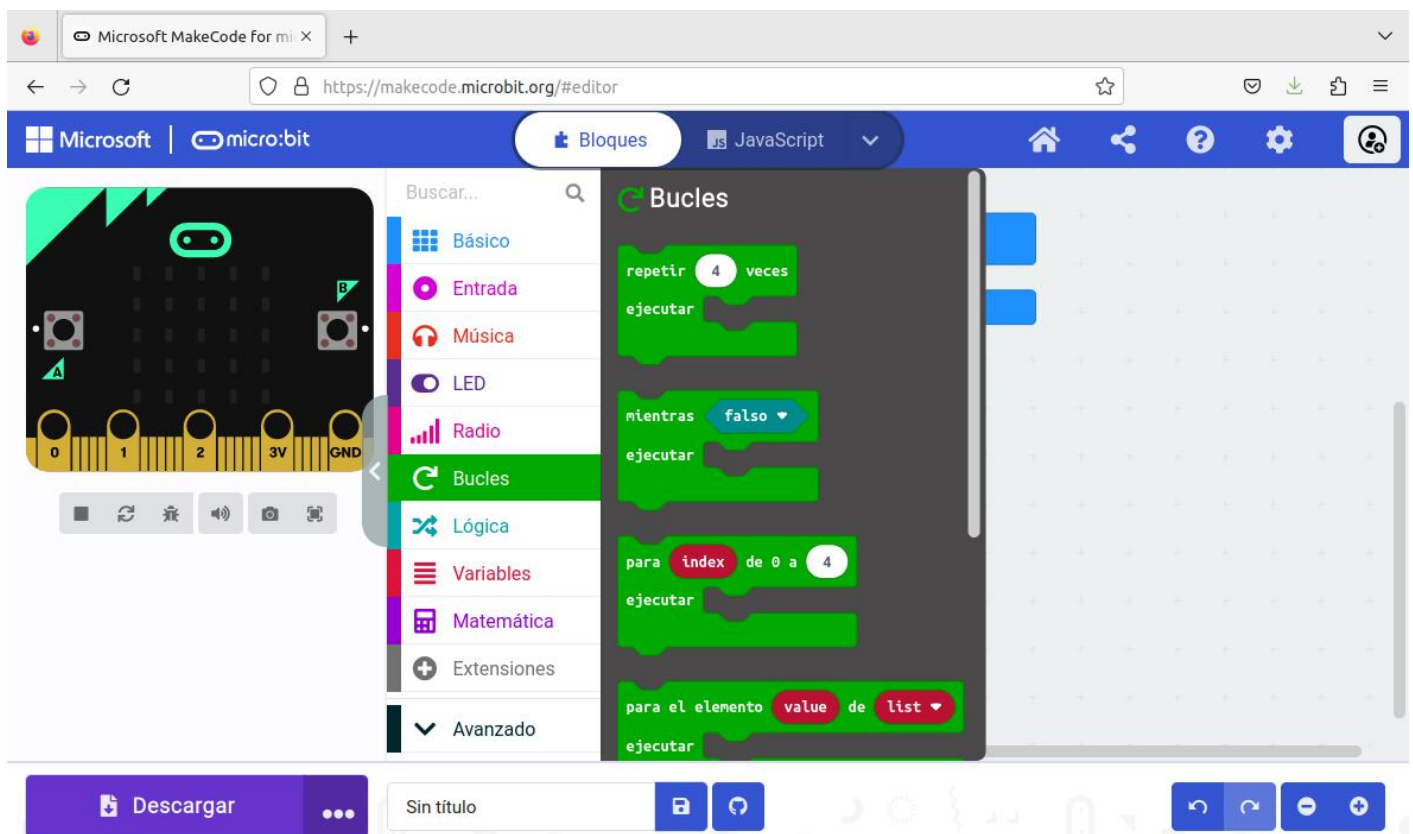 Microsoft MakeCode for mi
https://makecode.microbit.org/#editor
Microsoft
micro:bit
Bloques
JS JavaScript
Buscar...
Básico
Entrada
Música
LED
Radio
Bucles
Lógica
Variables
Matemática
Extensiones
Avanzado
Bucles
repetir 4 veces
ejecutar
mientras falso
ejecutar
para index de 0 a 4
ejecutar
para el elemento value de list
ejecutar
B
A
0 1 2 3V GND
Descargar
Sin título